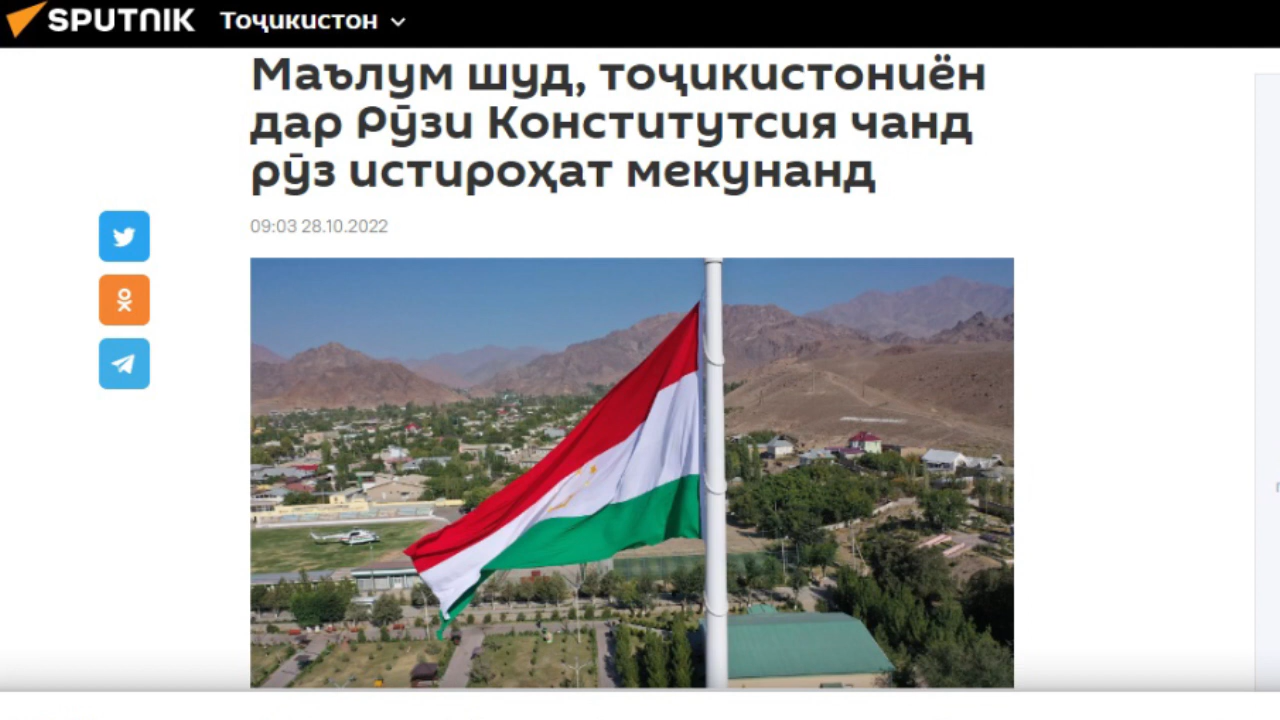 SPUTNIK Тоҷикистон
Маълум шуд, тоҷикистониён
дар Рӯзи Конститутсия чанд
рӯз истироҳат мекунанд
09:03 28.10.2022